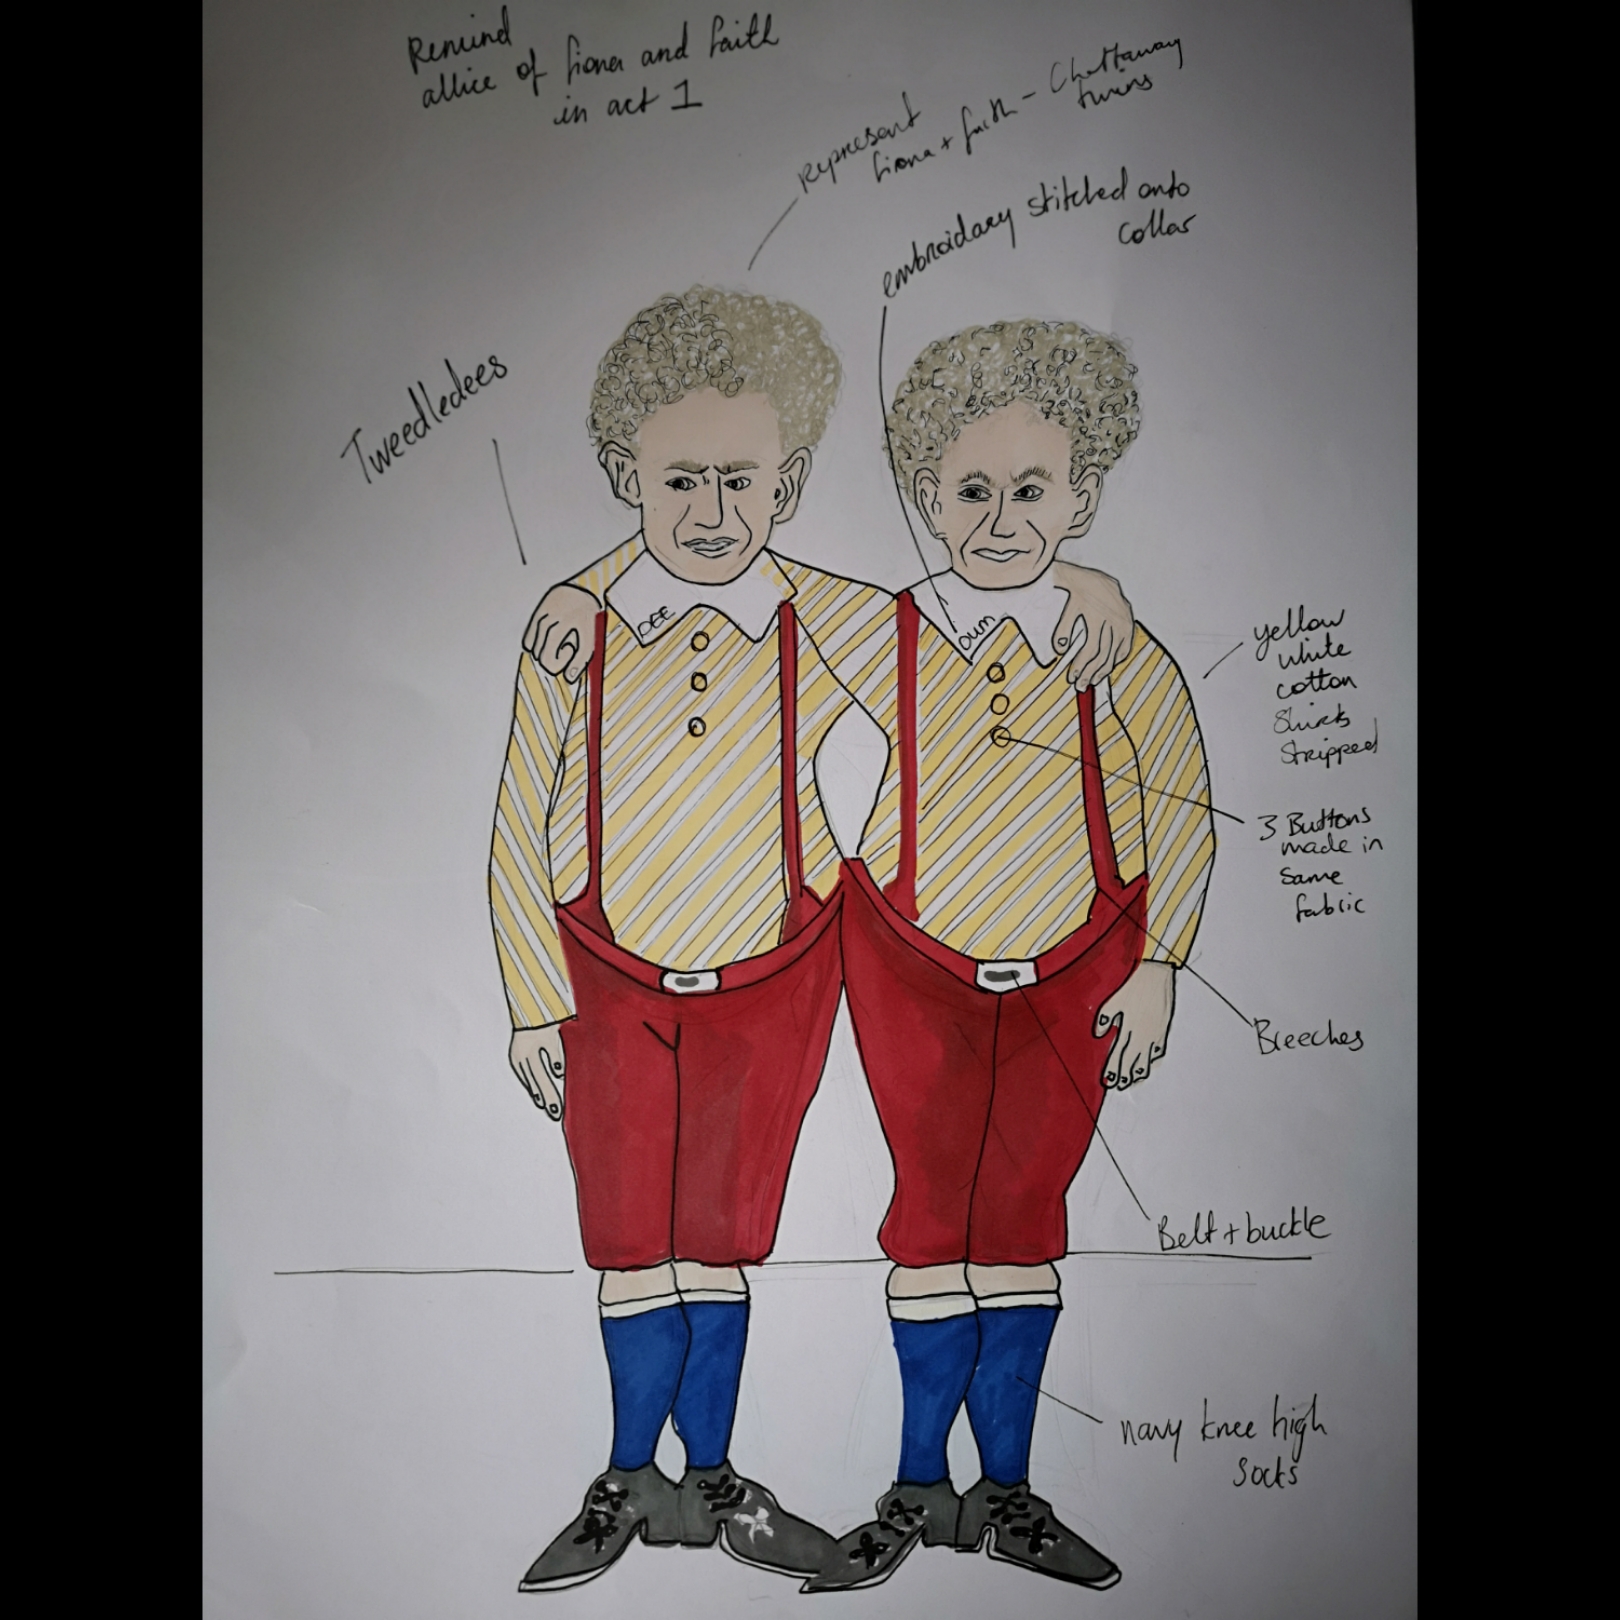 Remind
allice of fiona and faith
in act 1
represent
fiona + faith - Chattaway
twins
embroidary stitched onto
collar
Tweedledees
DEE
DUM
yellow
white
cotton
Shirts
Stripped
3 Buttons
made in
Same
fabric
Breeches
Belt + buckle
navy knee high
Socks